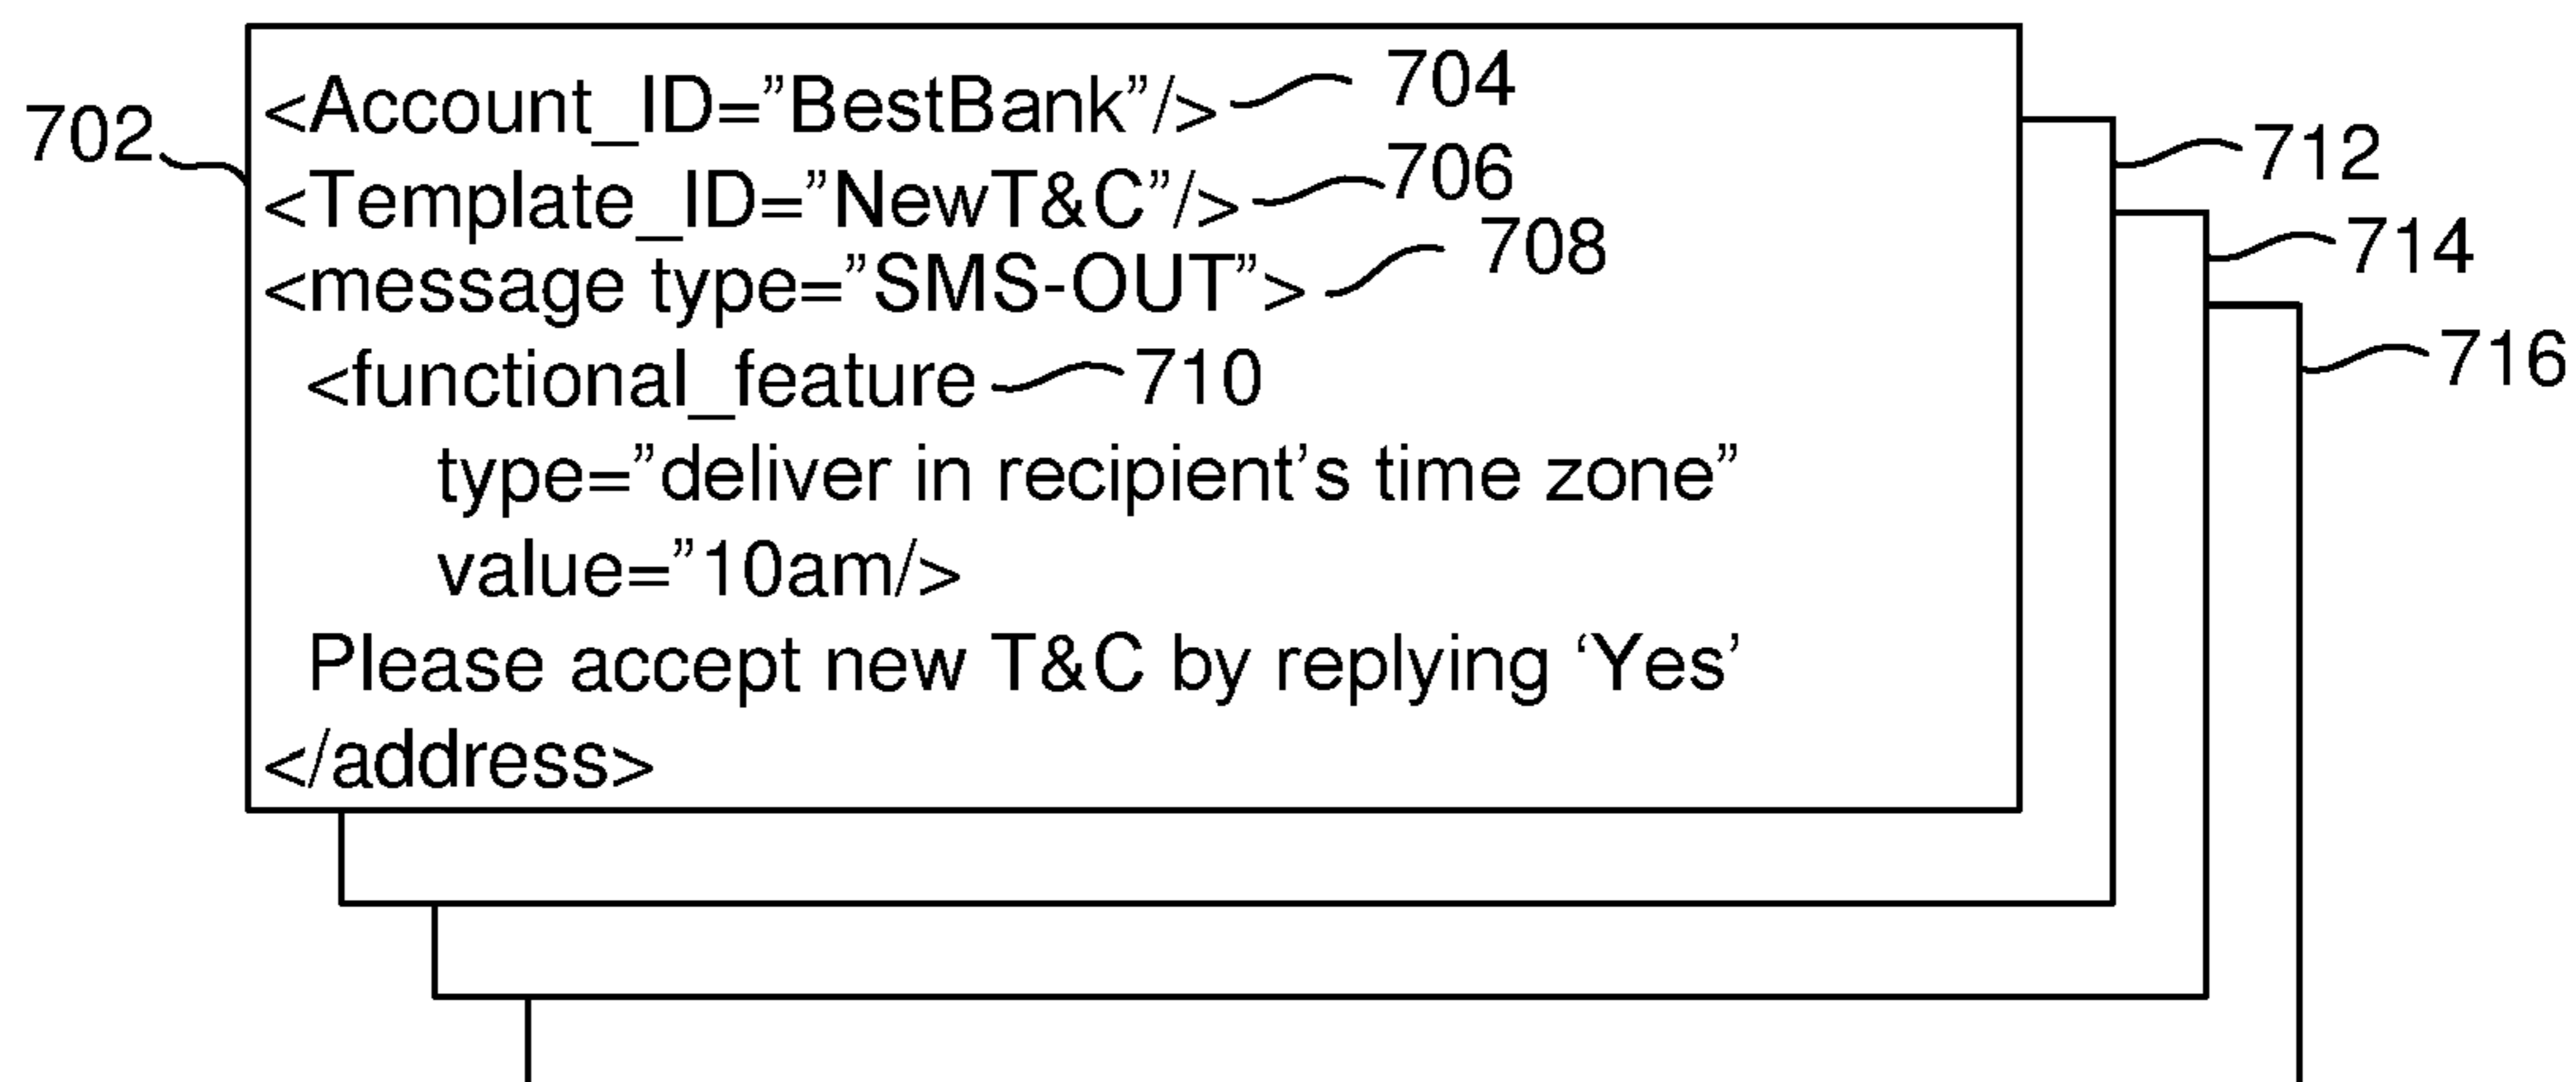 <Account_ID=”BestBank”/> 704
702
<Template_ID=”NewT&C”/> 706
712
<message type=”SMS-OUT”> 708
714
<functional_feature 710
716
type=”deliver in recipient’s time zone”
value=”10am/>
Please accept new T&C by replying ‘Yes’
</address>